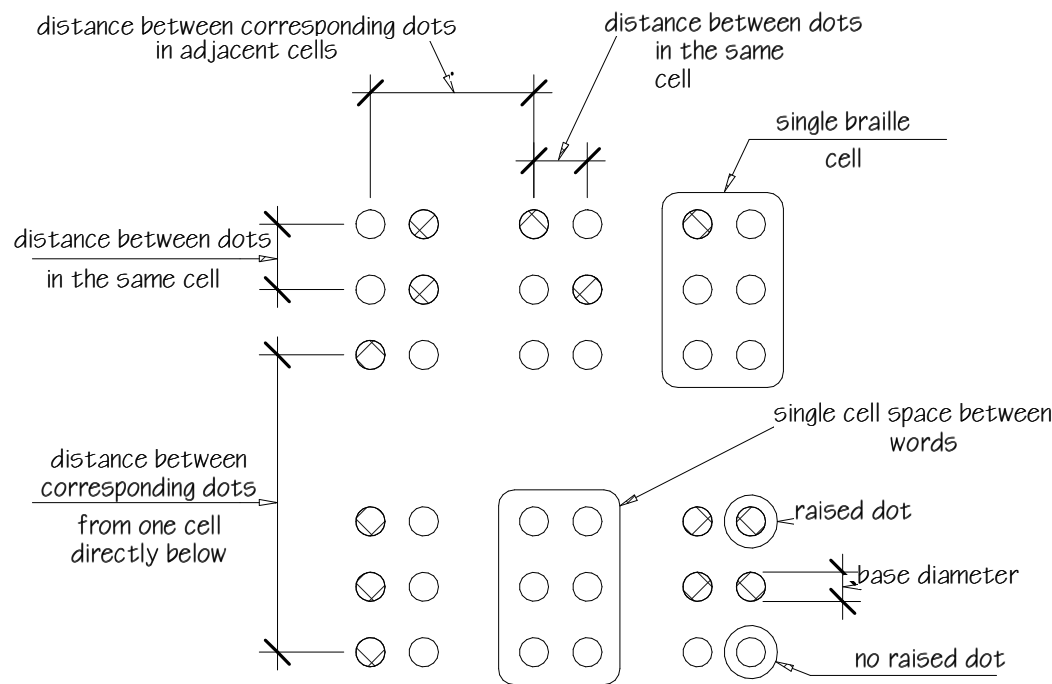 distance between corresponding dots
in adjacent cells
distance between dots
in the same
cell
single braille
cell
distance between dots
in the same cell
single cell space between
words
distance between
corresponding dots
from one cell
directly below
raised dot
base diameter
no raised dot